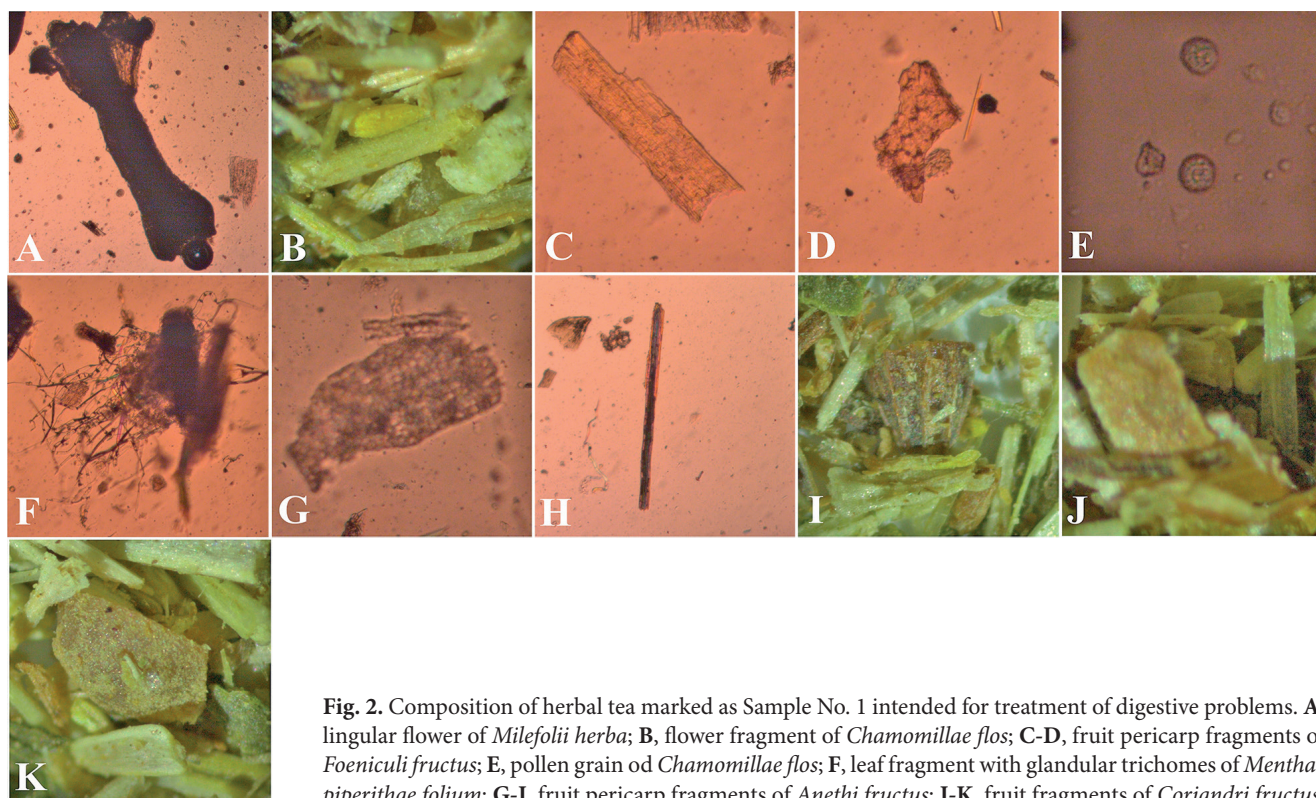 A
B
C
D
E
F
G
H
I
J
K
Fig. 2. Composition of herbal tea marked as Sample No. 1 intended for treatment of digestive problems. A
lingular flower of Milefolii herba; B, flower fragment of Chamomillae flos; C-D, fruit pericarp fragments
Foeniculi fructus; E, pollen grain od Chamomillae flos; F, leaf fragment with glandular trichomes of Mentha
piperithae folium; G-I, fruit pericarp fragments of Anethi fructus; J-K, fruit fragments of Coriandri fructus